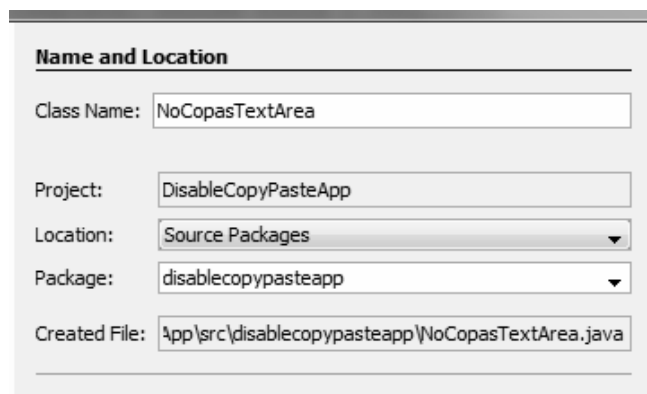 Name and Location
Class Name: NoCopasTextArea
Project: DisableCopyPasteApp
Location: Source Packages
Package: disablecopypasteapp
Created File: App\src\disablecopypasteapp\NoCopasTextArea.java